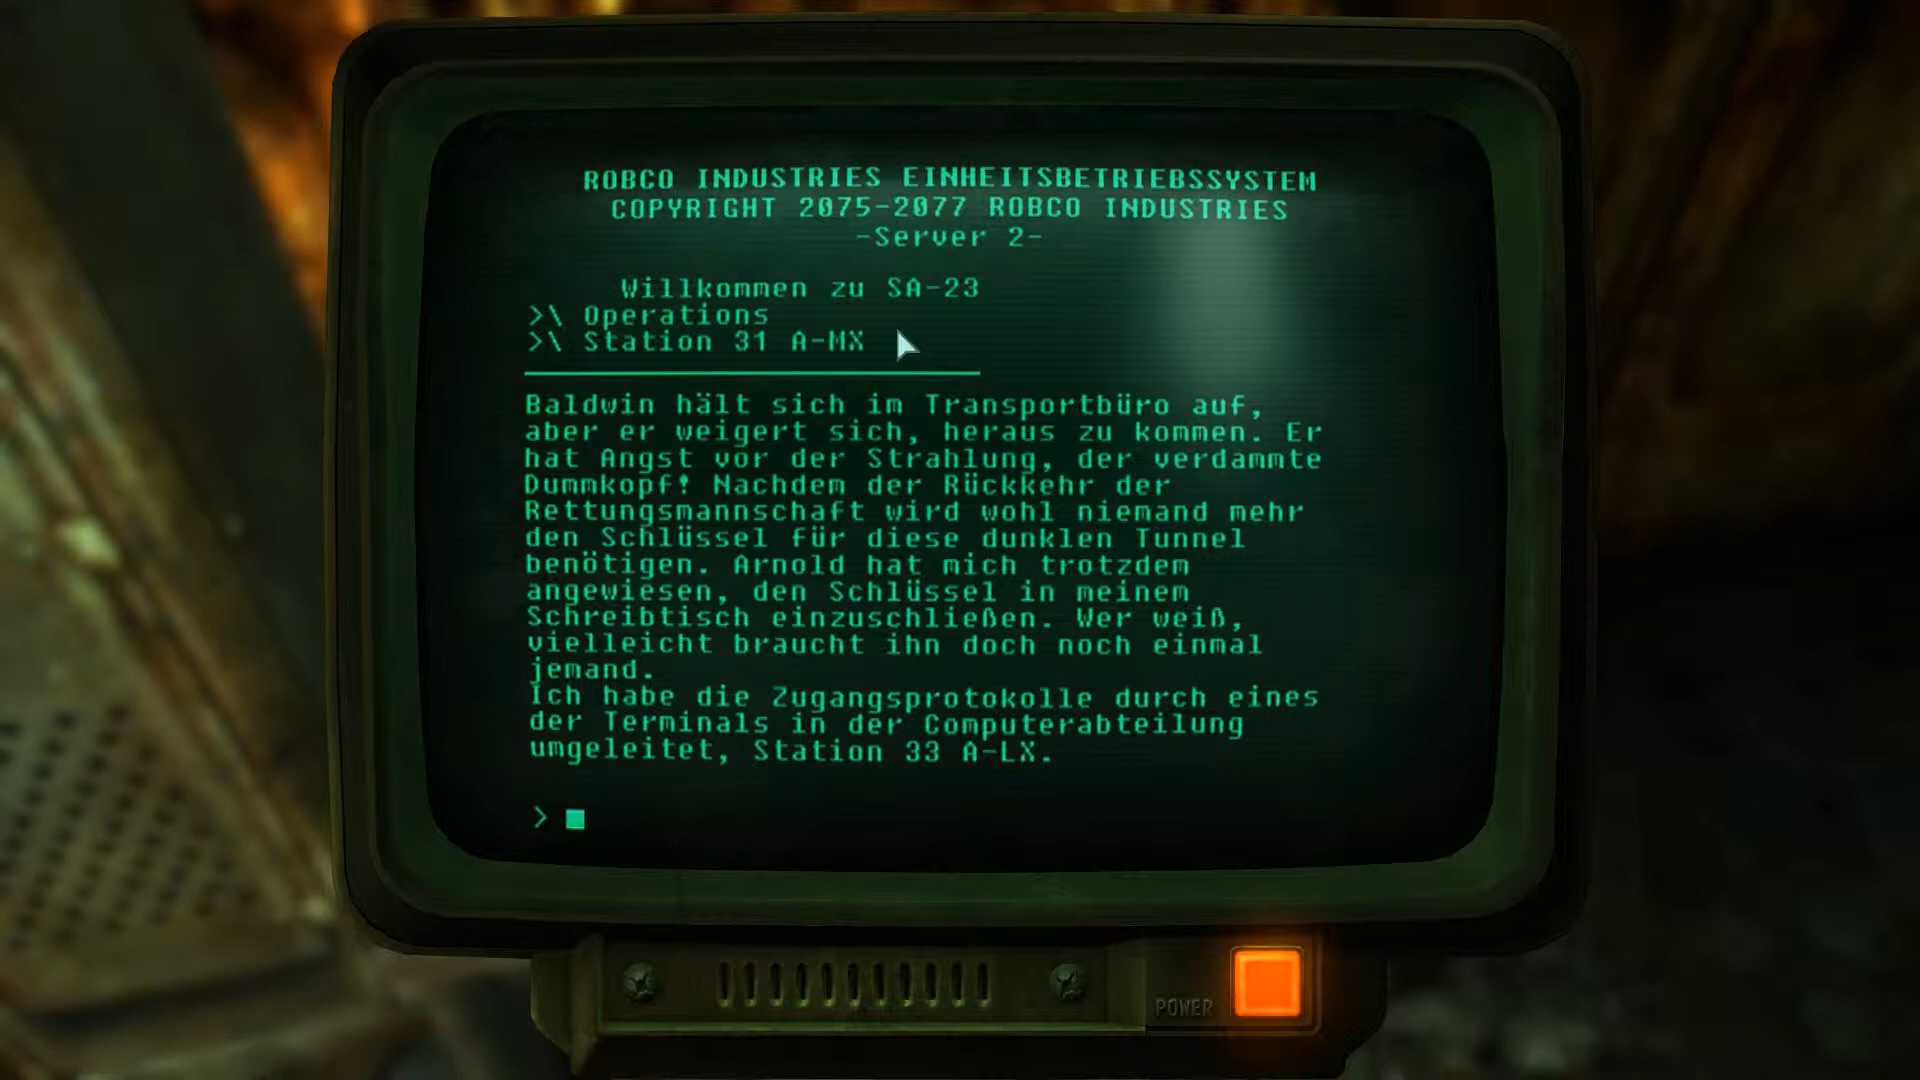 ROBCO INDUSTRIES EINHEITSBETRIEBSSYSTEM
COPYRIGHT 2075-2077 ROBCO INDUSTRIES
-Server 2-
Willkommen zu SA-23
>\ Operations
>\ Station 31 A-MX
Baldwin hält sich im Transportbüro auf,
aber er weigert sich, heraus zu kommen. Er
hat Angst vor der Strahlung, der verdammte
Dummkopf! Nachdem der Rückkehr der
Rettungsmannschaft wird wohl niemand mehr
den Schlüssel für diese dunklen Tunnel
benötigen. Arnold hat mich trotzdem
angewiesen, den Schlüssel in meinem
Schreibtisch einzuschließen. Wer weiß,
vielleicht braucht ihn doch noch einmal
jemand.
Ich habe die Zugangsprotokolle durch eines
der Terminals in der Computerabteilung
umgeleitet, Station 33 A-LX.
>
POWER